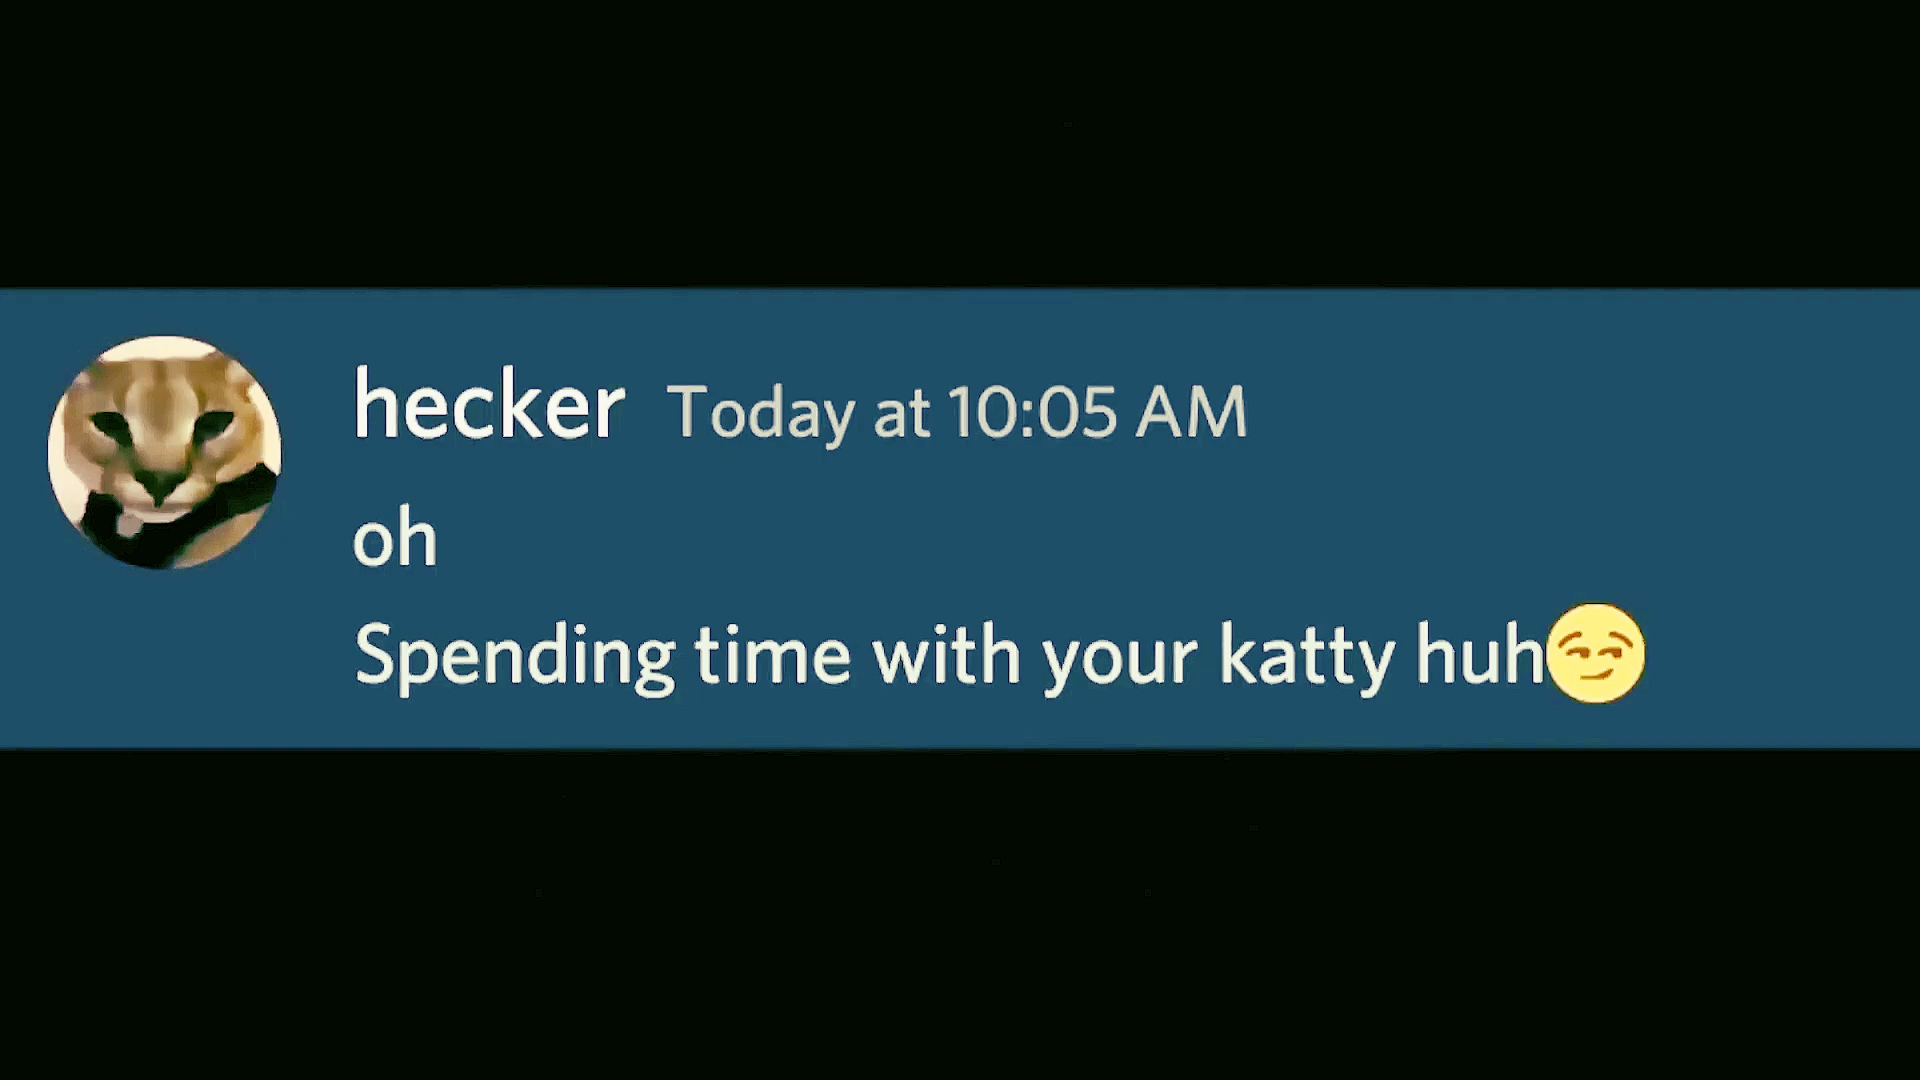 hecker Today at 10:05 AM
oh
Spending time with your katty huh😏